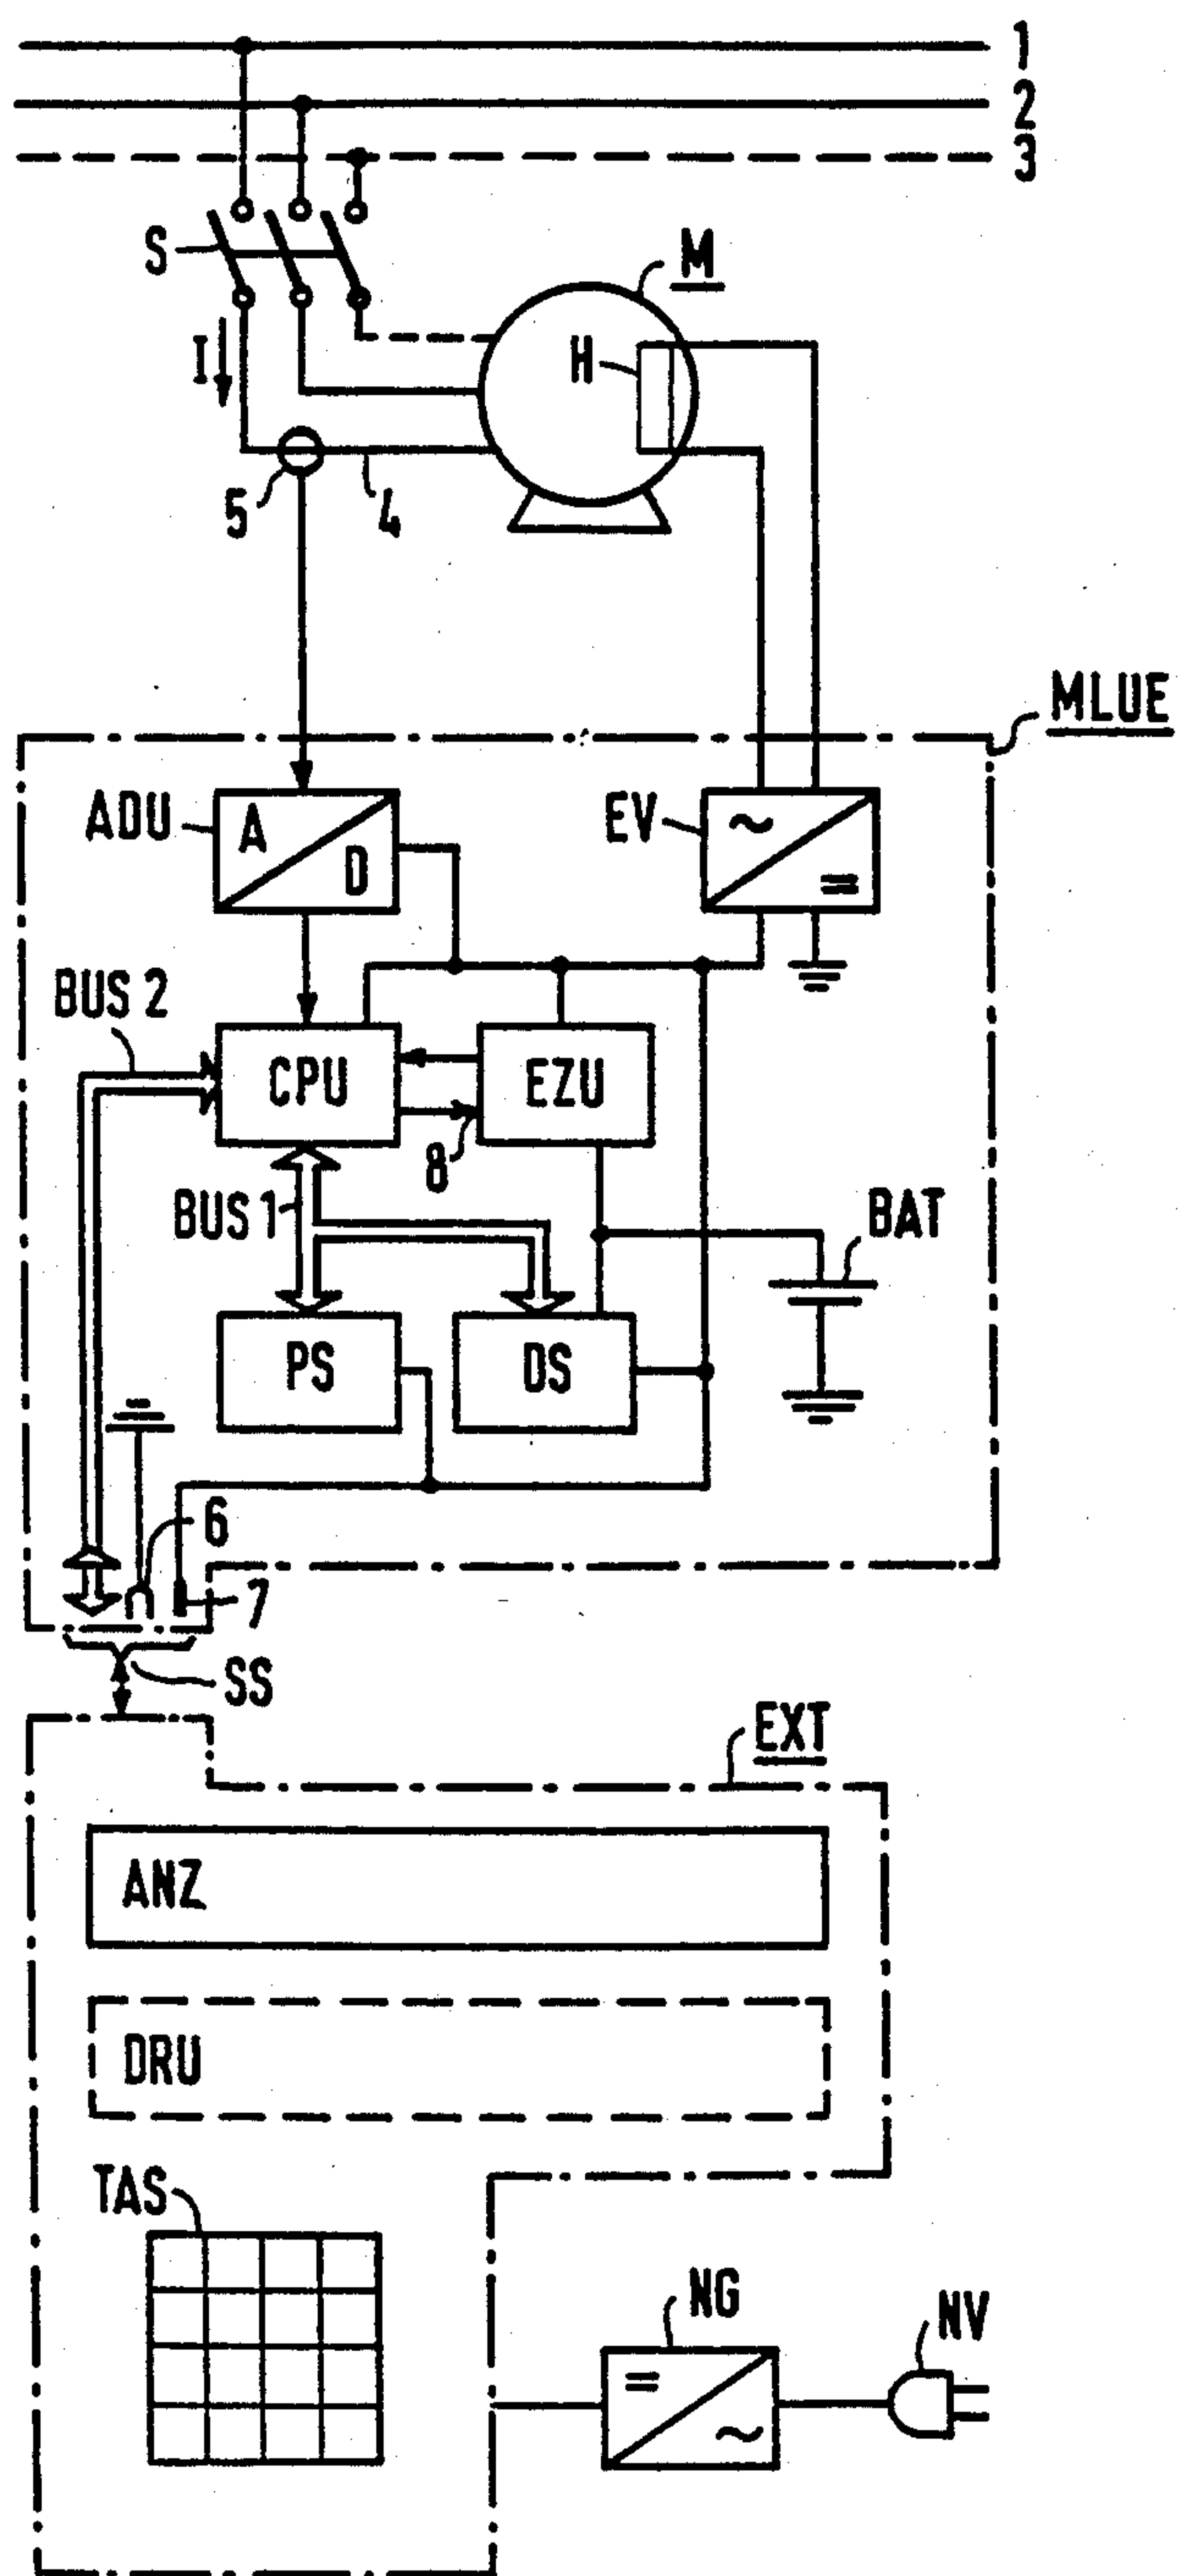 1
2
3
S
M
I
H
5
4
MLUE
ADU
A
D
EV
~
=
BUS 2
CPU
EZU
8
BUS 1
BAT
PS
DS
6
7
SS
EXT
ANZ
DRU
TAS
NG
=
~
NV